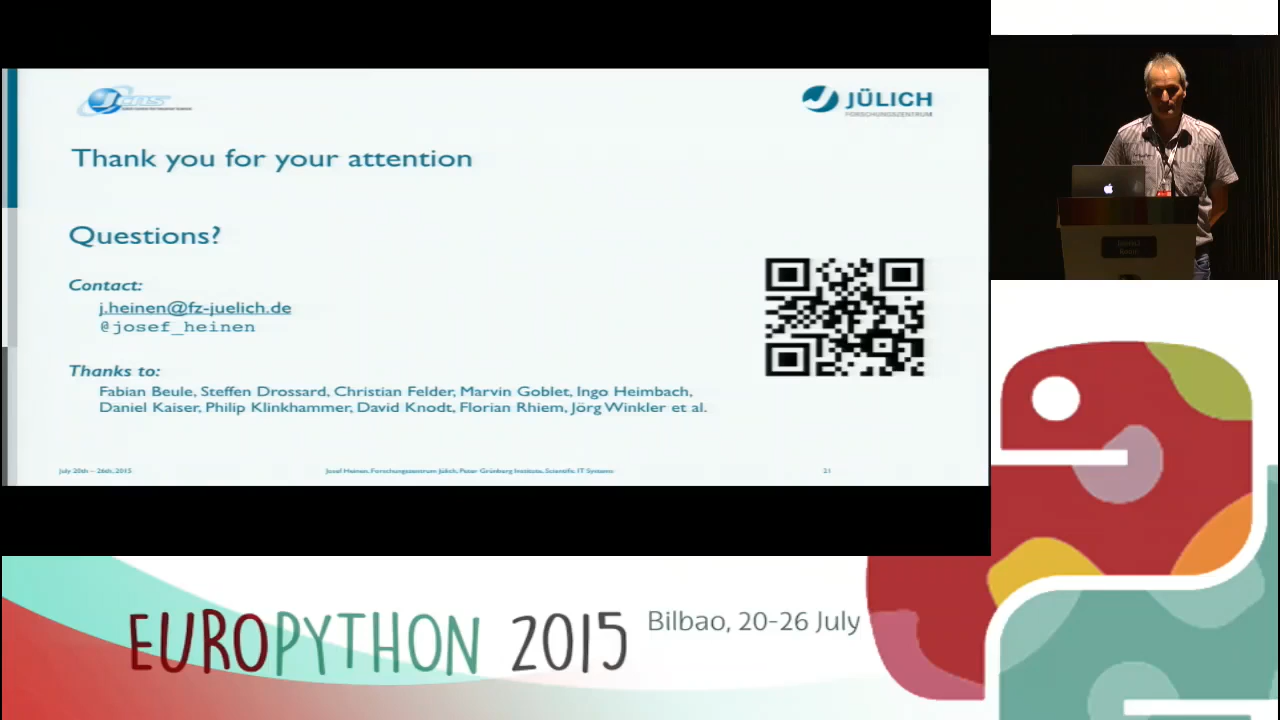 JCNS
JÜLICH
FORSCHUNGSZENTRUM
Thank you for your attention
Questions?
Contact:
j.heinen@fz-juelich.de
@josef_heinen
Thanks to:
Fabian Beule, Steffen Drossard, Christian Felder, Marvin Goblet, Ingo Heimbach,
Daniel Kaiser, Philip Klinkhammer, David Knodt, Florian Rhiem, Jörg Winkler et al.
July 20th – 26th, 2015
Josef Heinen, Forschungszentrum Jülich, Peter Grünberg Institute, Scientific IT Systems
21
EUROPYTHON 2015
Bilbao, 20-26 July